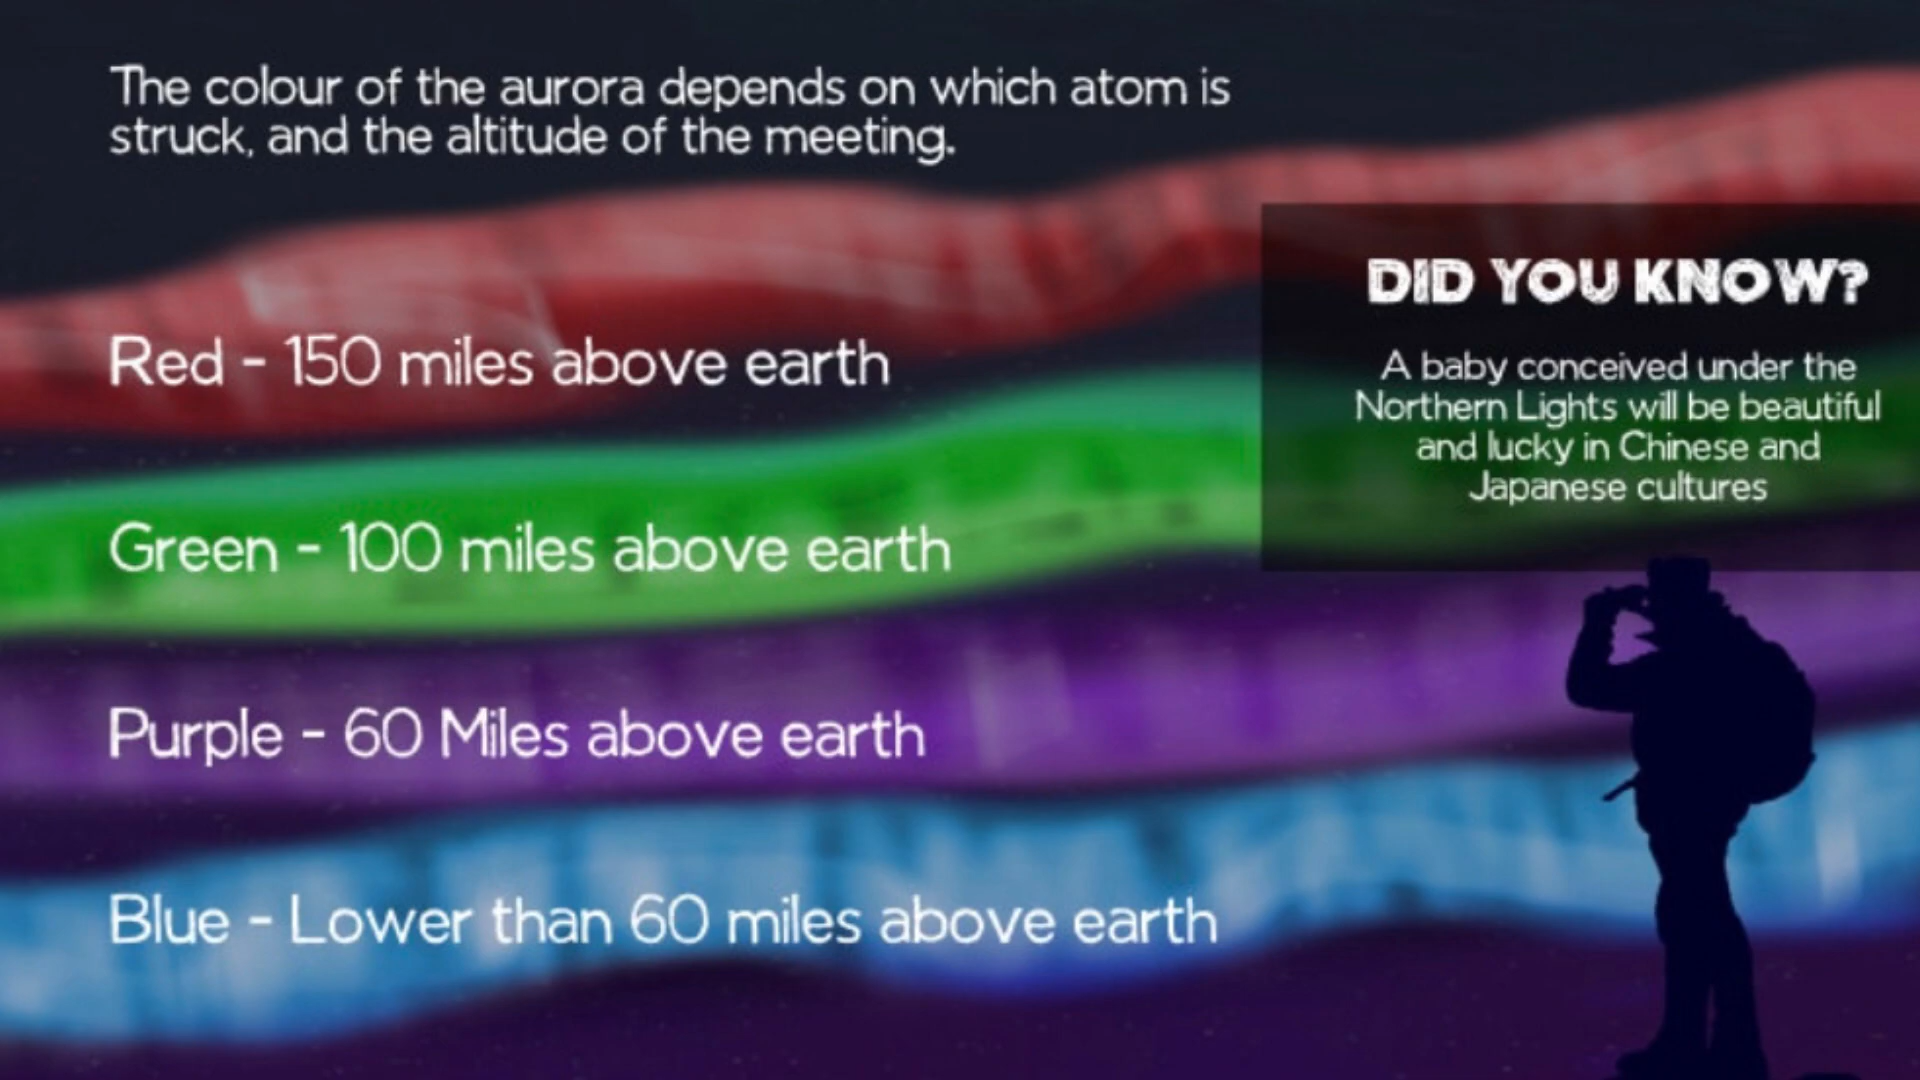 The colour of the aurora depends on which atom is
struck, and the altitude of the meeting.
Red - 150 miles above earth
Green - 100 miles above earth
Purple - 60 Miles above earth
Blue - Lower than 60 miles above earth
DID YOU KNOW?
A baby conceived under the
Northern Lights will be beautiful
and lucky in Chinese and
Japanese cultures